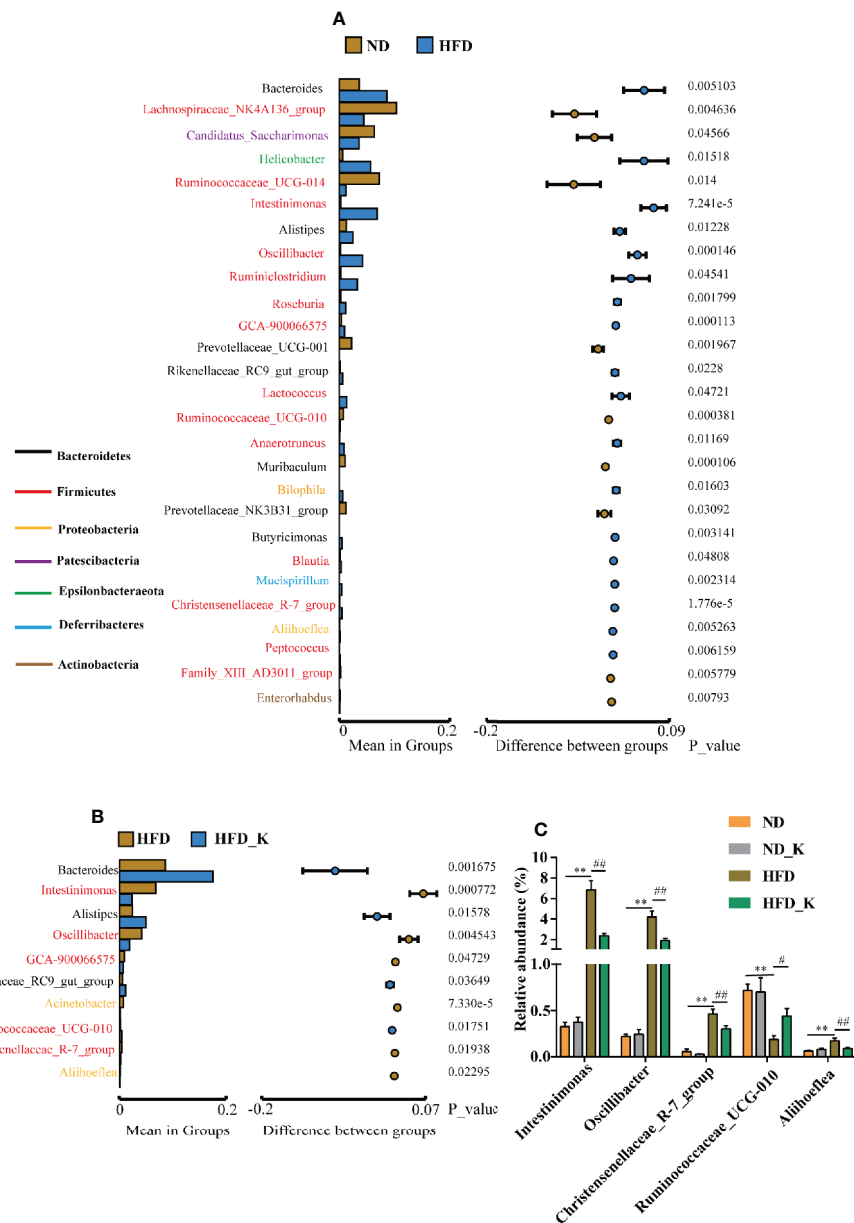 A
ND HFD
Bacteroides 0.005103
Lachnospiraceae_NK4A136_group 0.004636
Candidatus_Saccharimonas 0.04566
Helicobacter 0.01518
Ruminococcaceae_UCG-014 0.014
Intestinimonas 7.241e-5
Alistipes 0.01228
Oscillibacter 0.000146
Ruminiclostridium 0.04541
Roseburia 0.001799
GCA-900066575 0.000113
Prevotellaceae_UCG-001 0.001967
Rikenellaceae_RC9_gut_group 0.0228
Lactococcus 0.04721
Ruminococcaceae_UCG-010 0.000381
Anaerotruncus 0.01169
Muribaculum 0.000106
Bilophila 0.01603
Prevotellaceae_NK3B31_group 0.03092
Butyricimonas 0.003141
Blautia 0.04808
Mucispirillum 0.002314
Christensenellaceae_R-7_group 1.776e-5
Aliihoeflea 0.005263
Peptococcus 0.006159
Family_XIII_AD3011_group 0.005779
Enterorhabdus 0.00793
Bacteroidetes
Firmicutes
Proteobacteria
Patescibacteria
Epsilonbacteraeota
Deferribacteres
Actinobacteria
0 0.2 -0.2 0.09
Mean in Groups Difference between groups P_value
B
HFD HFD_K
Bacteroides 0.001675
Intestinimonas 0.000772
Alistipes 0.01578
Oscillibacter 0.004543
GCA-900066575 0.04729
aceae_RC9_gut_group 0.03649
Acinetobacter 7.330e-5
ococcaceae_UCG-010 0.01751
enellaceae_R-7_group 0.01938
Aliihoeflea 0.02295
0 0.2 -0.2 0.07
Mean in Groups Difference between groups P_value
C
ND
ND_K
HFD
HFD_K
Relative abundance (%)
10
8
6
4
2
1.0
0.5
0.0
** ##
** ##
** ##
** #
** ##
Intestinimonas
Oscillibacter
Christensenellaceae_R-7_group
Ruminococcaceae_UCG-010
Aliihoeflea